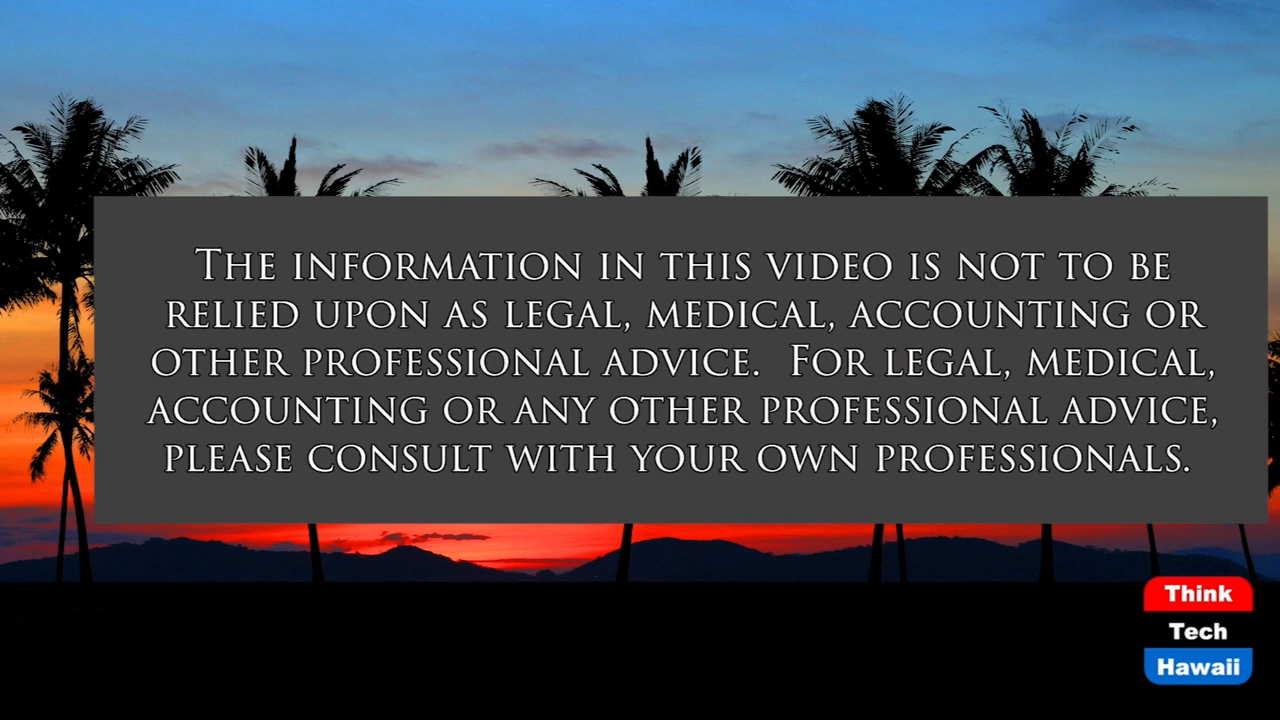 The information in this video is not to be
relied upon as legal, medical, accounting or
other professional advice.  For legal, medical,
accounting or any other professional advice,
please consult with your own professionals.
Think
Tech
Hawaii